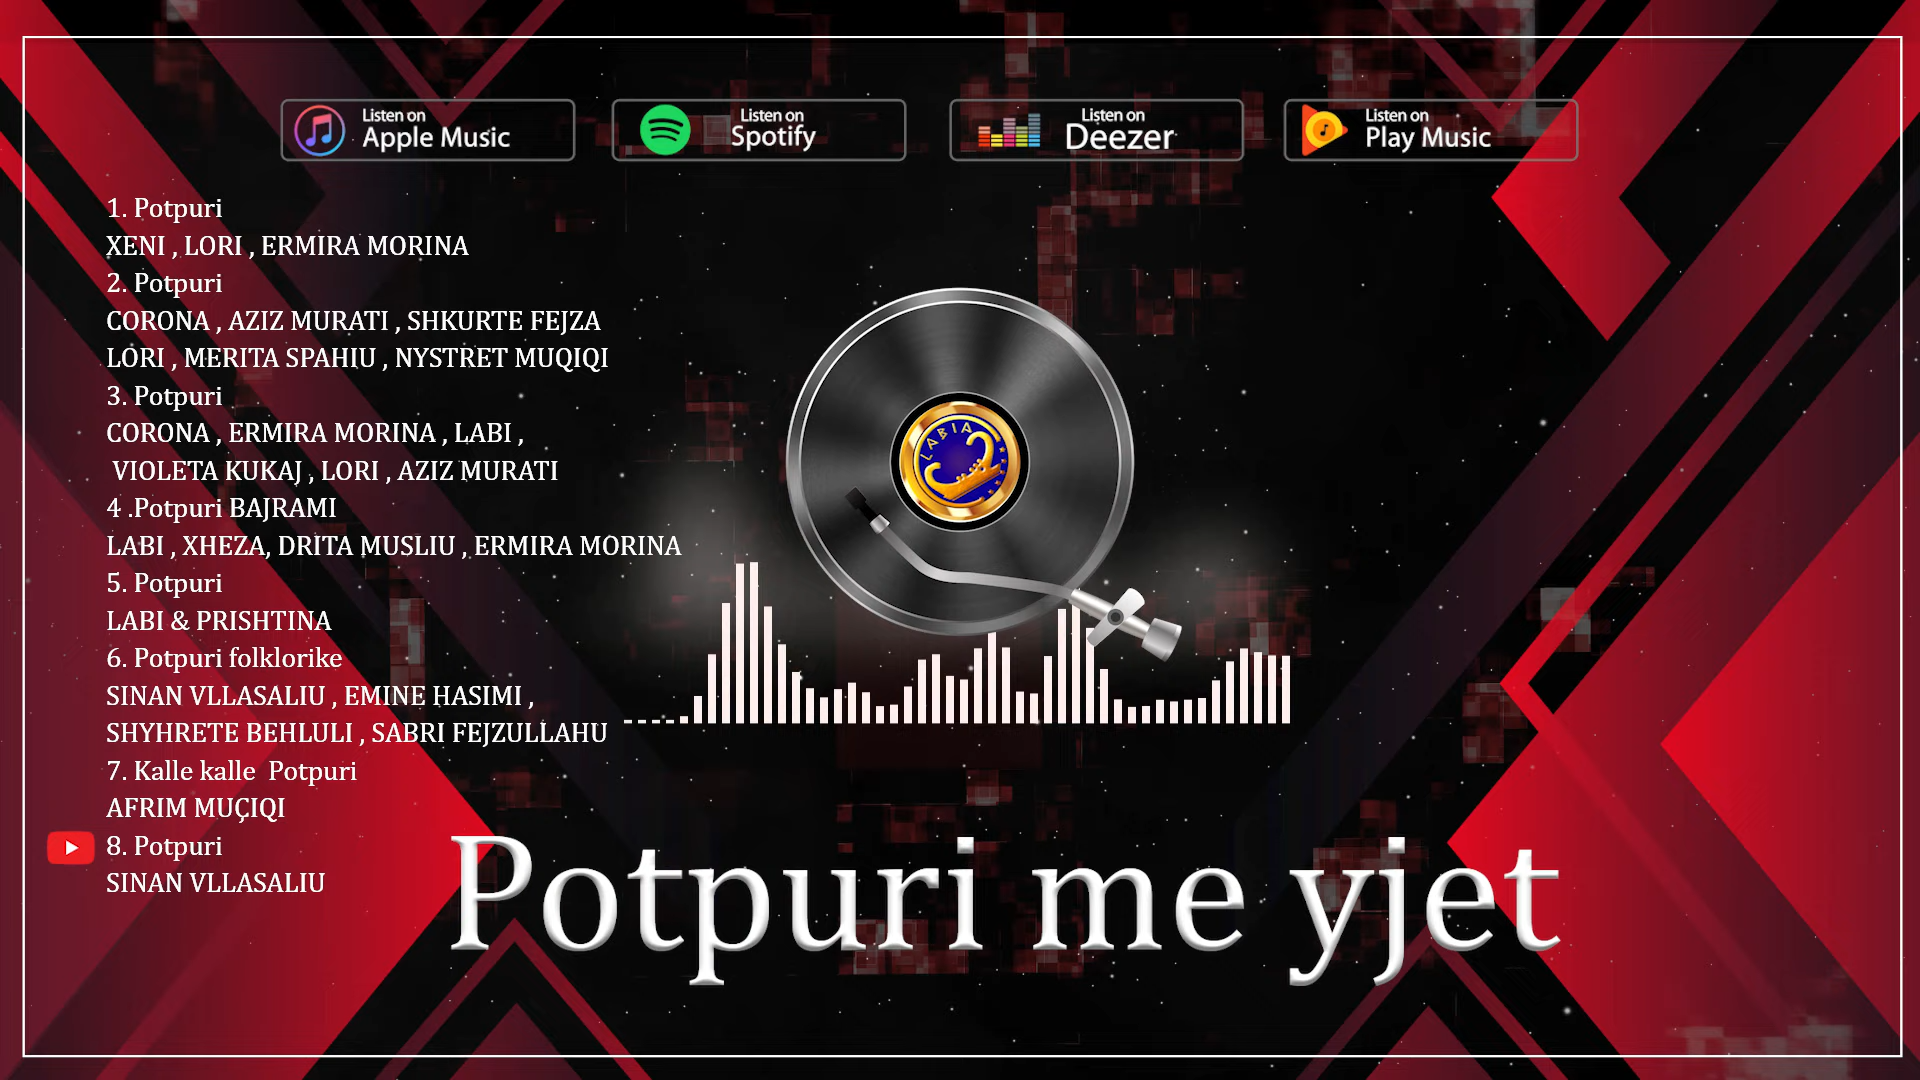 Listen on
Apple Music
Listen on
Spotify
Listen on
Deezer
Listen on
Play Music
1. Potpuri
XENI , LORI , ERMIRA MORINA
2. Potpuri
CORONA , AZIZ MURATI , SHKURTE FEJZA
LORI , MERITA SPAHIU , NYSTRET MUQIQI
3. Potpuri
CORONA , ERMIRA MORINA , LABI ,
VIOLETA KUKAJ , LORI , AZIZ MURATI
4 .Potpuri BAJRAMI
LABI , XHEZA, DRITA MUSLIU , ERMIRA MORINA
5. Potpuri
LABI & PRISHTINA
6. Potpuri folklorike
SINAN VLLASALIU , EMINE HASIMI ,
SHYHRETE BEHLULI , SABRI FEJZULLAHU
7. Kalle kalle  Potpuri
AFRIM MUÇIQI
8. Potpuri
SINAN VLLASALIU
LABIA
Potpuri me yjet